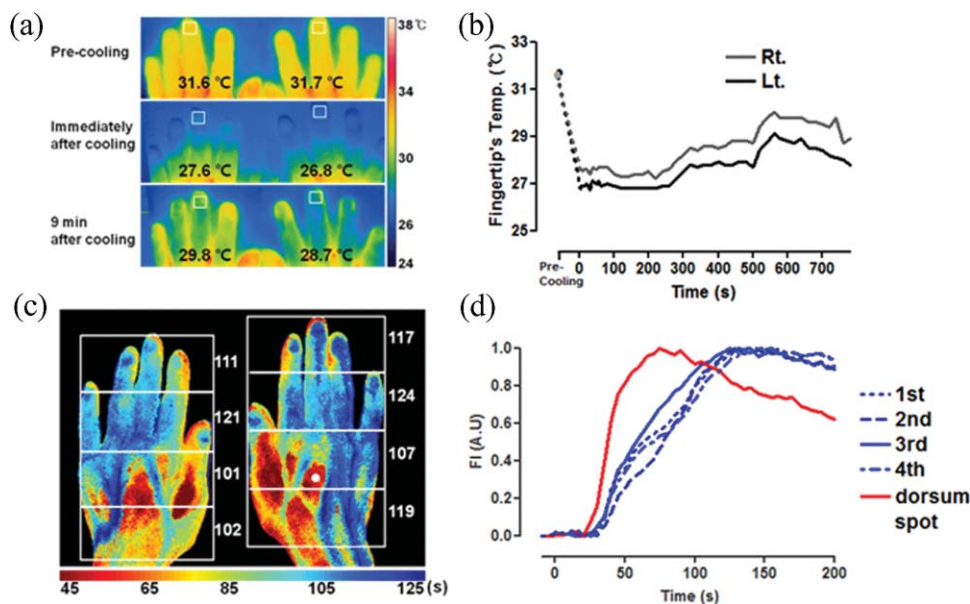 (a)
Pre-cooling
31.6 ℃
31.7 ℃
Immediately
after cooling
27.6 ℃
26.8 ℃
9 min
after cooling
29.8 ℃
28.7 ℃
38℃
34
30
26
24
(b)
Fingertip's Temp. (℃)
33
31
29
27
25
Rt.
Lt.
Pre-
Cooling
0 100 200 300 400 500 600 700
Time (s)
(c)
111
121
101
102
117
124
107
119
45 65 85 105 125 (s)
(d)
FI (A.U)
1.0
0.8
0.6
0.4
0.2
0.0
0 50 100 150 200
Time (s)
1st
2nd
3rd
4th
dorsum
spot